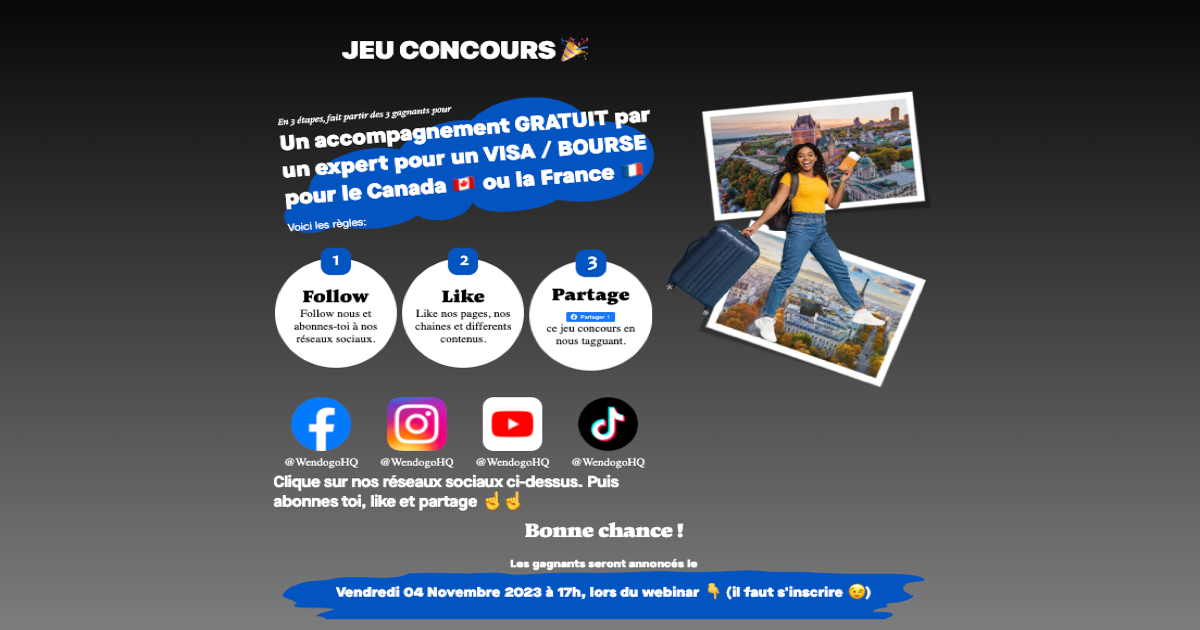 JEU CONCOURS 🎉
En 3 étapes, fait partir des 3 gagnants pour
Un accompagnement GRATUIT par
un expert pour un VISA / BOURSE
pour le Canada 🇨🇦 ou la France 🇫🇷
Voici les règles:
1
Follow
Follow nous et
abonnes-toi à nos
réseaux sociaux.
2
Like
Like nos pages, nos
chaines et differents
contenus.
3
Partage
Partager
ce jeu concours en
nous tagguant.
@WendogoHQ
@WendogoHQ
@WendogoHQ
@WendogoHQ
Clique sur nos réseaux sociaux ci-dessus. Puis
abonnes toi, like et partage ☝️☝️
Bonne chance !
Les gagnants seront annoncés le
Vendredi 04 Novembre 2023 à 17h, lors du webinar 👇 (il faut s'inscrire 😉)